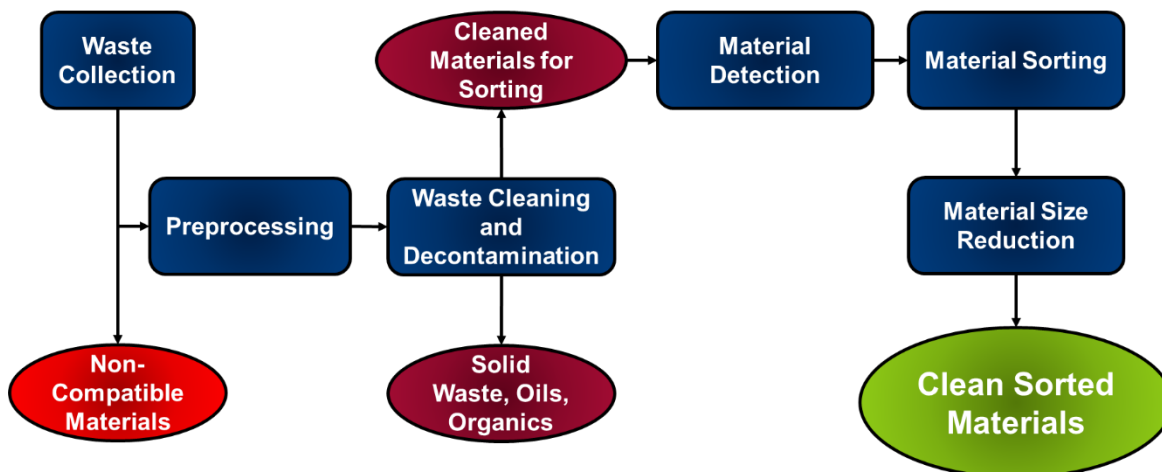 Waste
Collection
Cleaned
Materials for
Sorting
Material
Detection
Material Sorting
Preprocessing
Waste Cleaning
and
Decontamination
Material Size
Reduction
Non-
Compatible
Materials
Solid
Waste, Oils,
Organics
Clean Sorted
Materials